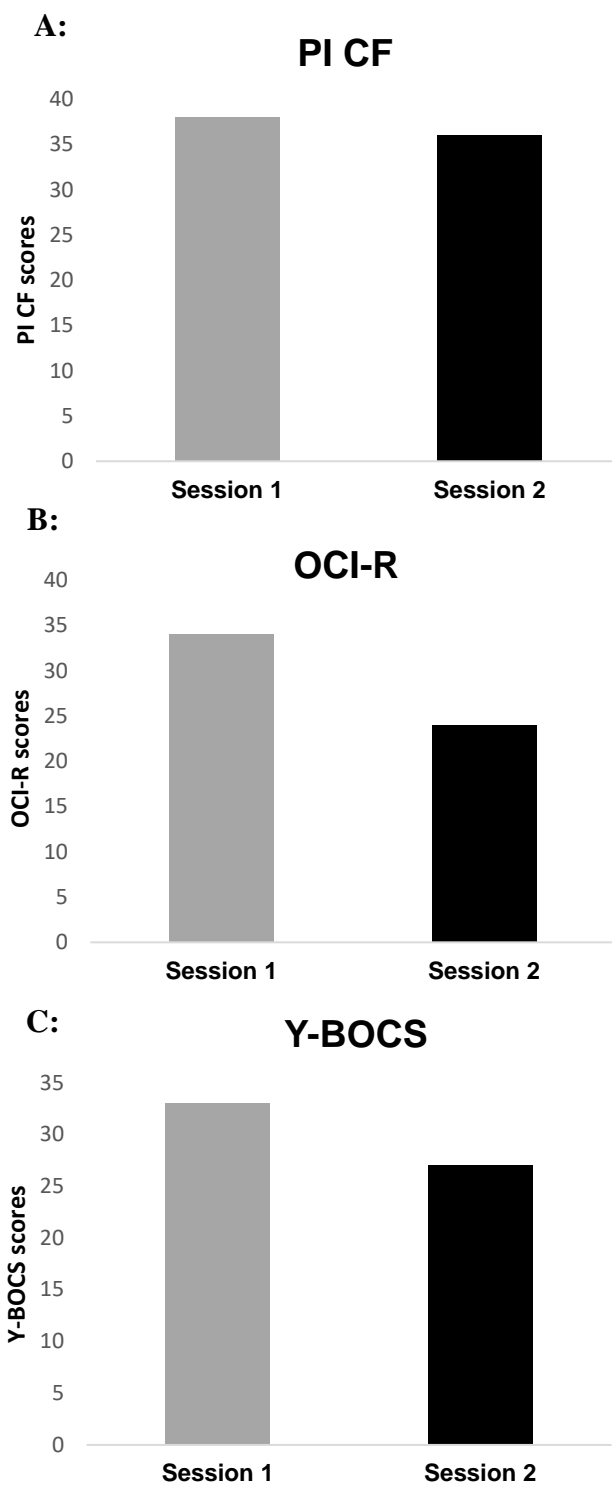 A:
PI CF
PI CF scores
40
35
30
25
20
15
10
5
0
Session 1 Session 2
B:
OCI-R
OCI-R scores
40
35
30
25
20
15
10
5
0
Session 1 Session 2
C:
Y-BOCS
Y-BOCS scores
35
30
25
20
15
10
5
0
Session 1 Session 2